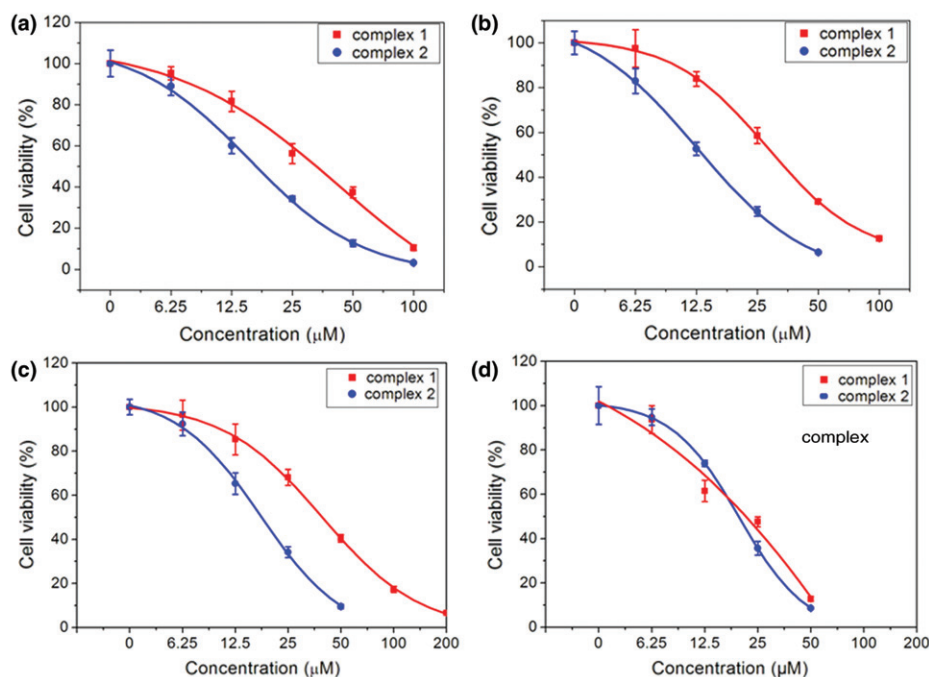 (a)
120
100
80
60
40
20
0
Cell viability (%)
complex 1
complex 2
0 6.25 12.5 25 50 100
Concentration (μM)
(b)
120
100
80
60
40
20
0
Cell viability (%)
complex 1
complex 2
0 6.25 12.5 25 50 100
Concentration (μM)
(c)
120
100
80
60
40
20
0
Cell viability (%)
complex 1
complex 2
0 6.25 12.5 25 50 100 200
Concentration (μM)
(d)
120
100
80
60
40
20
0
Cell viability (%)
complex 1
complex 2
complex
0 6.25 12.5 25 50 100 200
Concentration (μM)